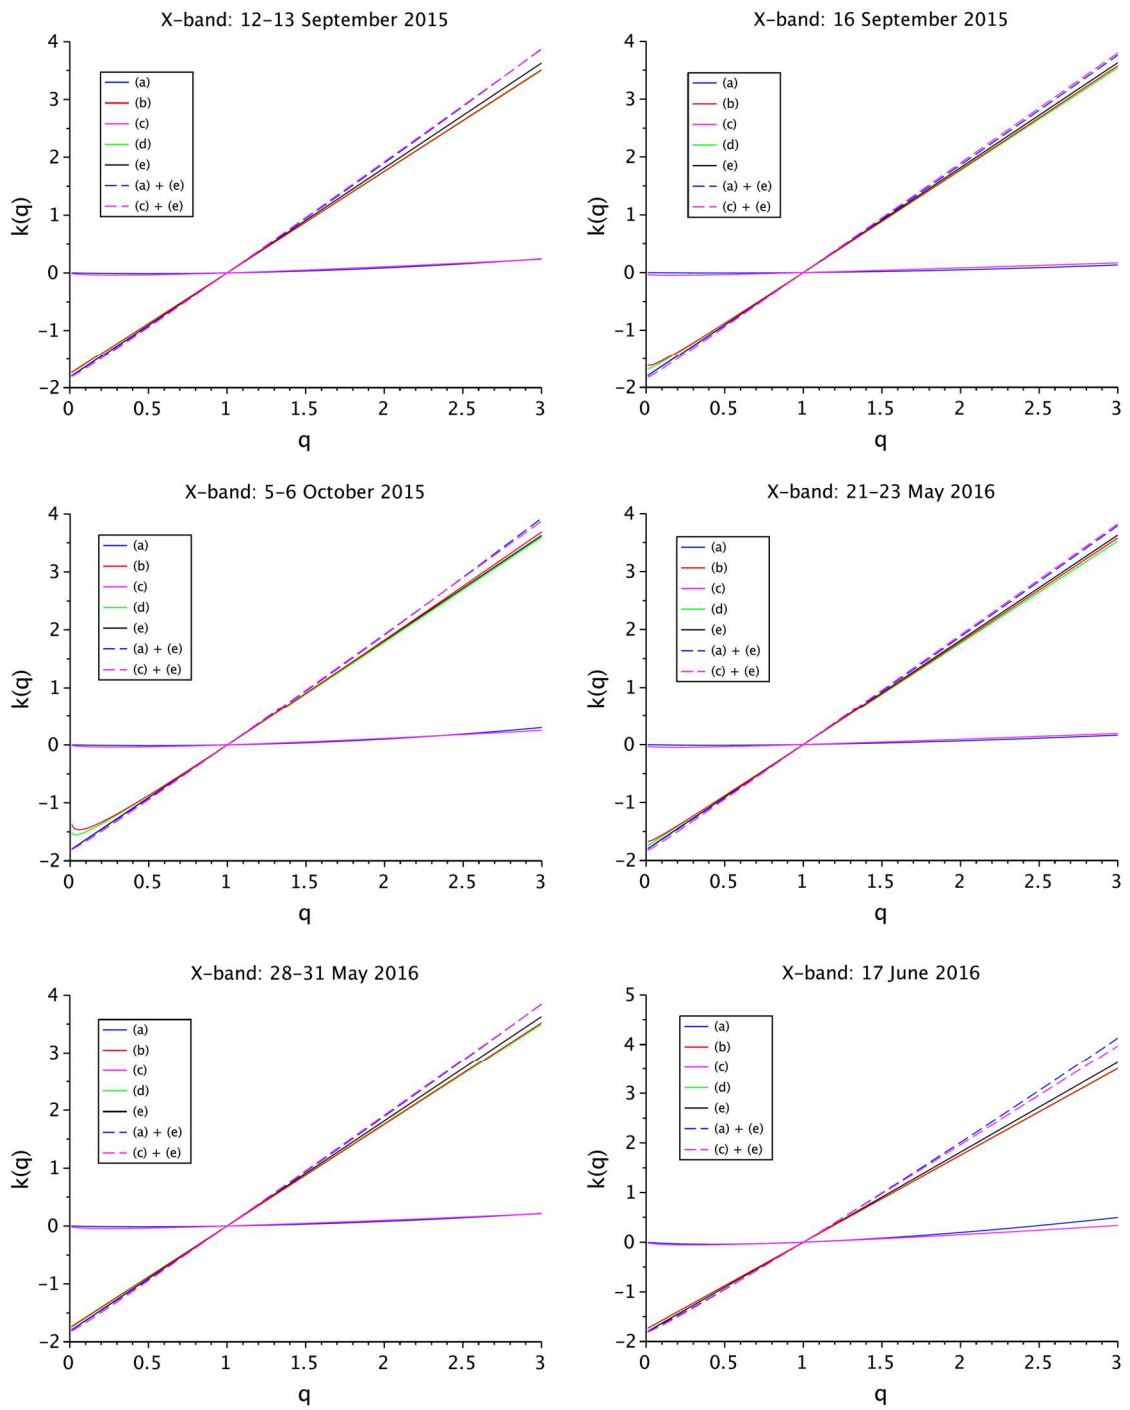 X-band: 12-13 September 2015
4
3
2
1
0
-1
-2
k(q)
(a)
(b)
(c)
(d)
(e)
(a) + (e)
(c) + (e)
0 0.5 1 1.5 2 2.5 3
q
X-band: 16 September 2015
4
3
2
1
0
-1
-2
k(q)
(a)
(b)
(c)
(d)
(e)
(a) + (e)
(c) + (e)
0 0.5 1 1.5 2 2.5 3
q
X-band: 5-6 October 2015
4
3
2
1
0
-1
-2
k(q)
(a)
(b)
(c)
(d)
(e)
(a) + (e)
(c) + (e)
0 0.5 1 1.5 2 2.5 3
q
X-band: 21-23 May 2016
4
3
2
1
0
-1
-2
k(q)
(a)
(b)
(c)
(d)
(e)
(a) + (e)
(c) + (e)
0 0.5 1 1.5 2 2.5 3
q
X-band: 28-31 May 2016
4
3
2
1
0
-1
-2
k(q)
(a)
(b)
(c)
(d)
(e)
(a) + (e)
(c) + (e)
0 0.5 1 1.5 2 2.5 3
q
X-band: 17 June 2016
5
4
3
2
1
0
-1
-2
k(q)
(a)
(b)
(c)
(d)
(e)
(a) + (e)
(c) + (e)
0 0.5 1 1.5 2 2.5 3
q